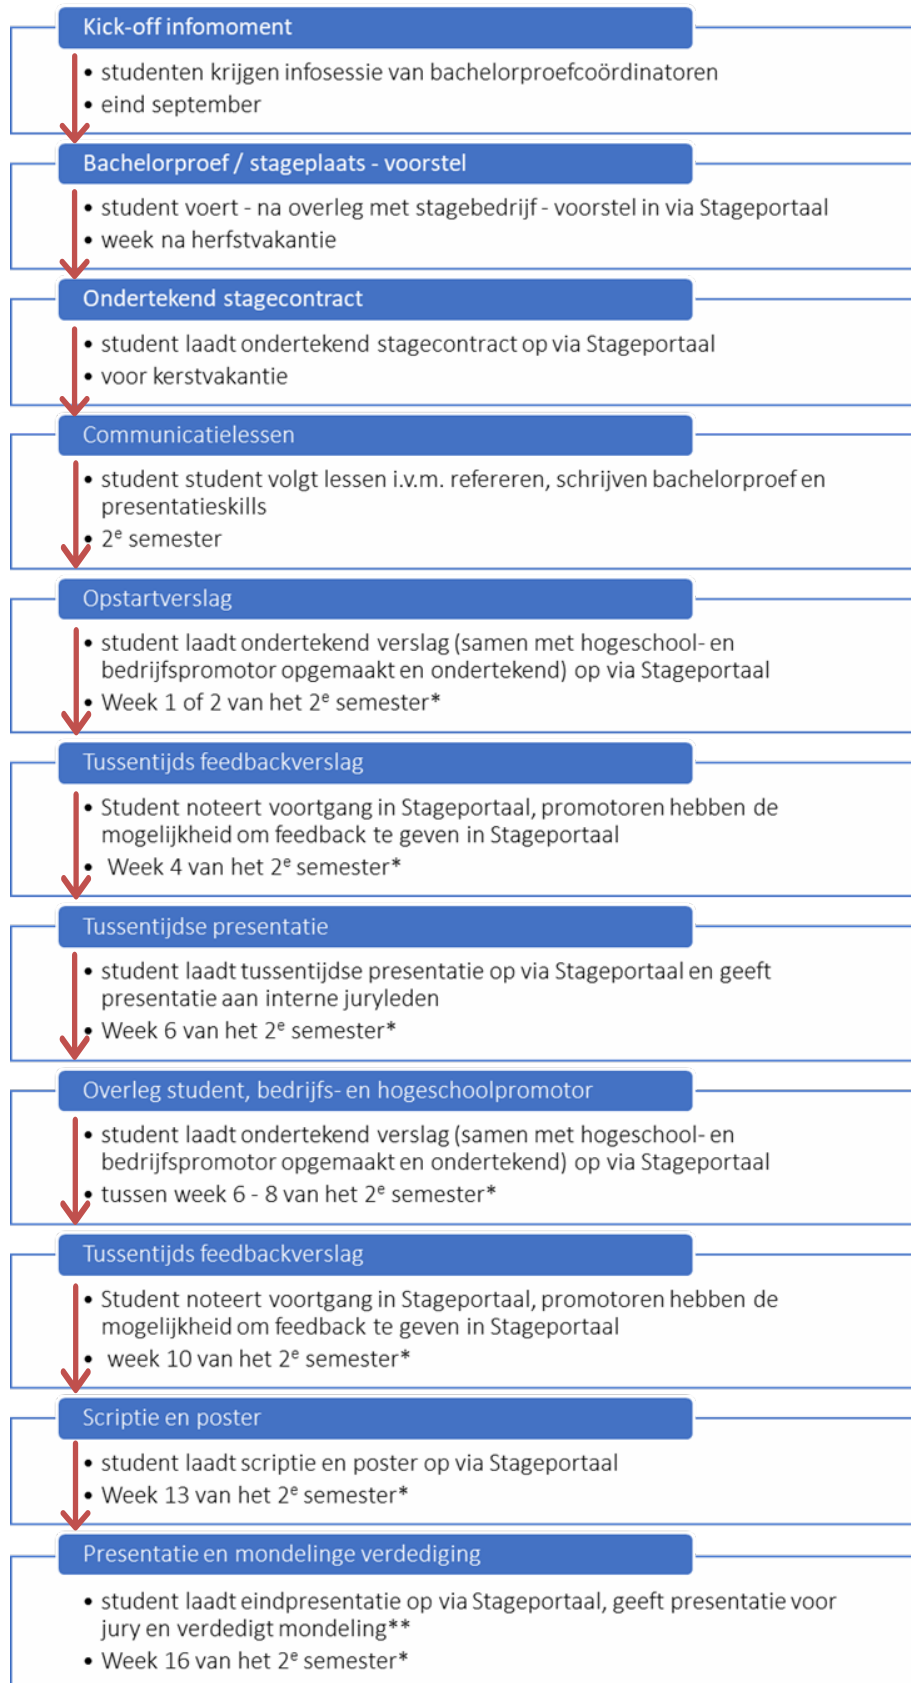 Kick-off infomoment
• studenten krijgen infosessie van bachelorproefcoördinatoren
• eind september
Bachelorproef / stageplaats - voorstel
• student voert - na overleg met stagebedrijf - voorstel in via Stageportaal
• week na herfstvakantie
Ondertekend stagecontract
• student laadt ondertekend stagecontract op via Stageportaal
• voor kerstvakantie
Communicatielessen
• student student volgt lessen i.v.m. refereren, schrijven bachelorproef en
presentatieskills
• 2e semester
Opstartverslag
• student laadt ondertekend verslag (samen met hogeschool- en
bedrijfspromotor opgemaakt en ondertekend) op via Stageportaal
• Week 1 of 2 van het 2e semester*
Tussentijds feedbackverslag
• Student noteert voortgang in Stageportaal, promotoren hebben de
mogelijkheid om feedback te geven in Stageportaal
• Week 4 van het 2e semester*
Tussentijdse presentatie
• student laadt tussentijdse presentatie op via Stageportaal en geeft
presentatie aan interne juryleden
• Week 6 van het 2e semester*
Overleg student, bedrijfs- en hogeschoolpromotor
• student laadt ondertekend verslag (samen met hogeschool- en
bedrijfspromotor opgemaakt en ondertekend) op via Stageportaal
• tussen week 6 - 8 van het 2e semester*
Tussentijds feedbackverslag
• Student noteert voortgang in Stageportaal, promotoren hebben de
mogelijkheid om feedback te geven in Stageportaal
• week 10 van het 2e semester*
Scriptie en poster
• student laadt scriptie en poster op via Stageportaal
• Week 13 van het 2e semester*
Presentatie en mondelinge verdediging
• student laadt eindpresentatie op via Stageportaal, geeft presentatie voor
jury en verdedigt mondeling**
• Week 16 van het 2e semester*